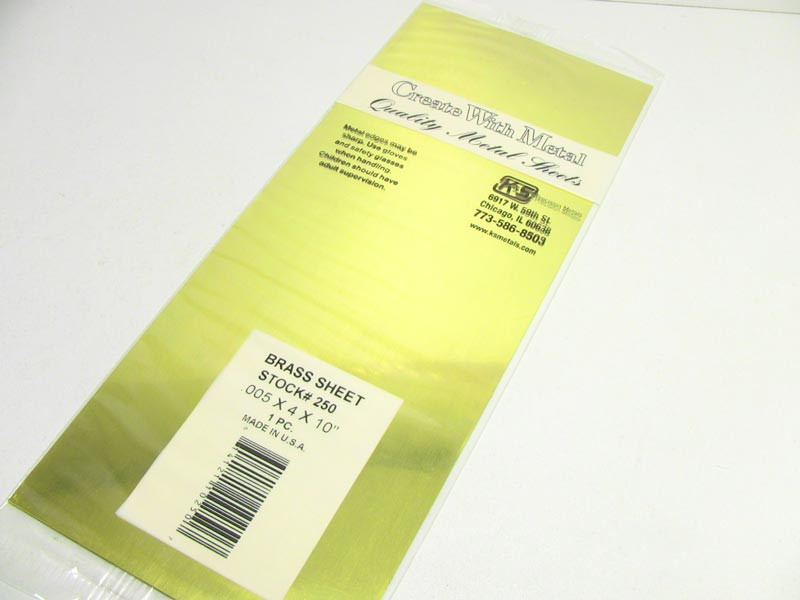 Create With Metal
Quality Metal Sheets
Metal edges may be
sharp. Use gloves
and safety glasses
when handling.
Children should have
adult supervision.
K&S Precision Metals
6917 W. 59th St.
Chicago, IL 60638
773-586-8503
www.ksmetals.com
BRASS SHEET
STOCK# 250
.005 X 4 X 10"
1 PC.
MADE IN U.S.A.